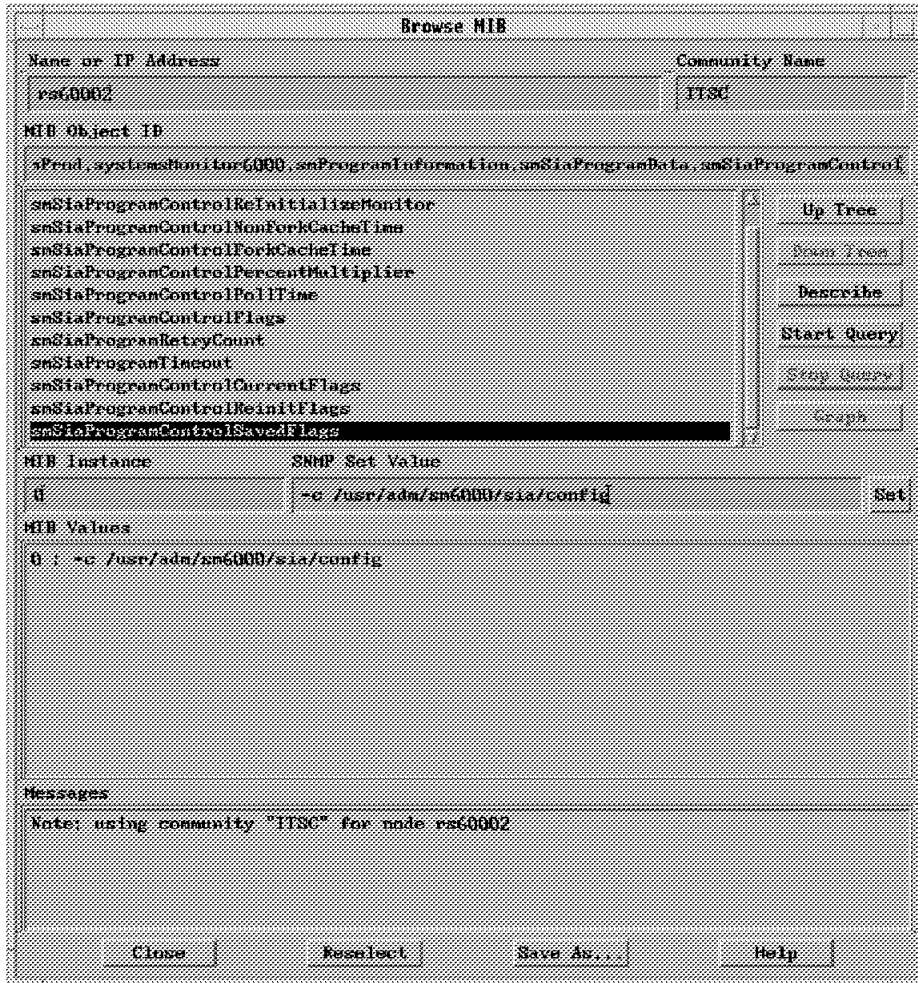 Browse MIB
Name or IP Address
Community Name
rs60002
ITSC
MIB Object ID
sProd.systemsMonitor6000.smProgramInformation.smSiaProgramData.smSiaProgramControl
smSiaProgramControlReInitializeMonitor
smSiaProgramControlNonForkCacheTime
smSiaProgramControlForkCacheTime
smSiaProgramControlPercentMultiplier
smSiaProgramControlPollTime
smSiaProgramControlFlags
smSiaProgramRetryCount
smSiaProgramTimeout
smSiaProgramControlCurrentFlags
smSiaProgramControlReinitFlags
smSiaProgramControlSavedFlags
Up Tree
Down Tree
Describe
Start Query
Stop Query
Graph
MIB Instance
SNMP Set Value
0
-c /usr/adm/sm6000/sia/config
Set
MIB Values
0 : -c /usr/adm/sm6000/sia/config
Messages
Note: using community "ITSC" for node rs60002
Close
Reselect
Save As...
Help